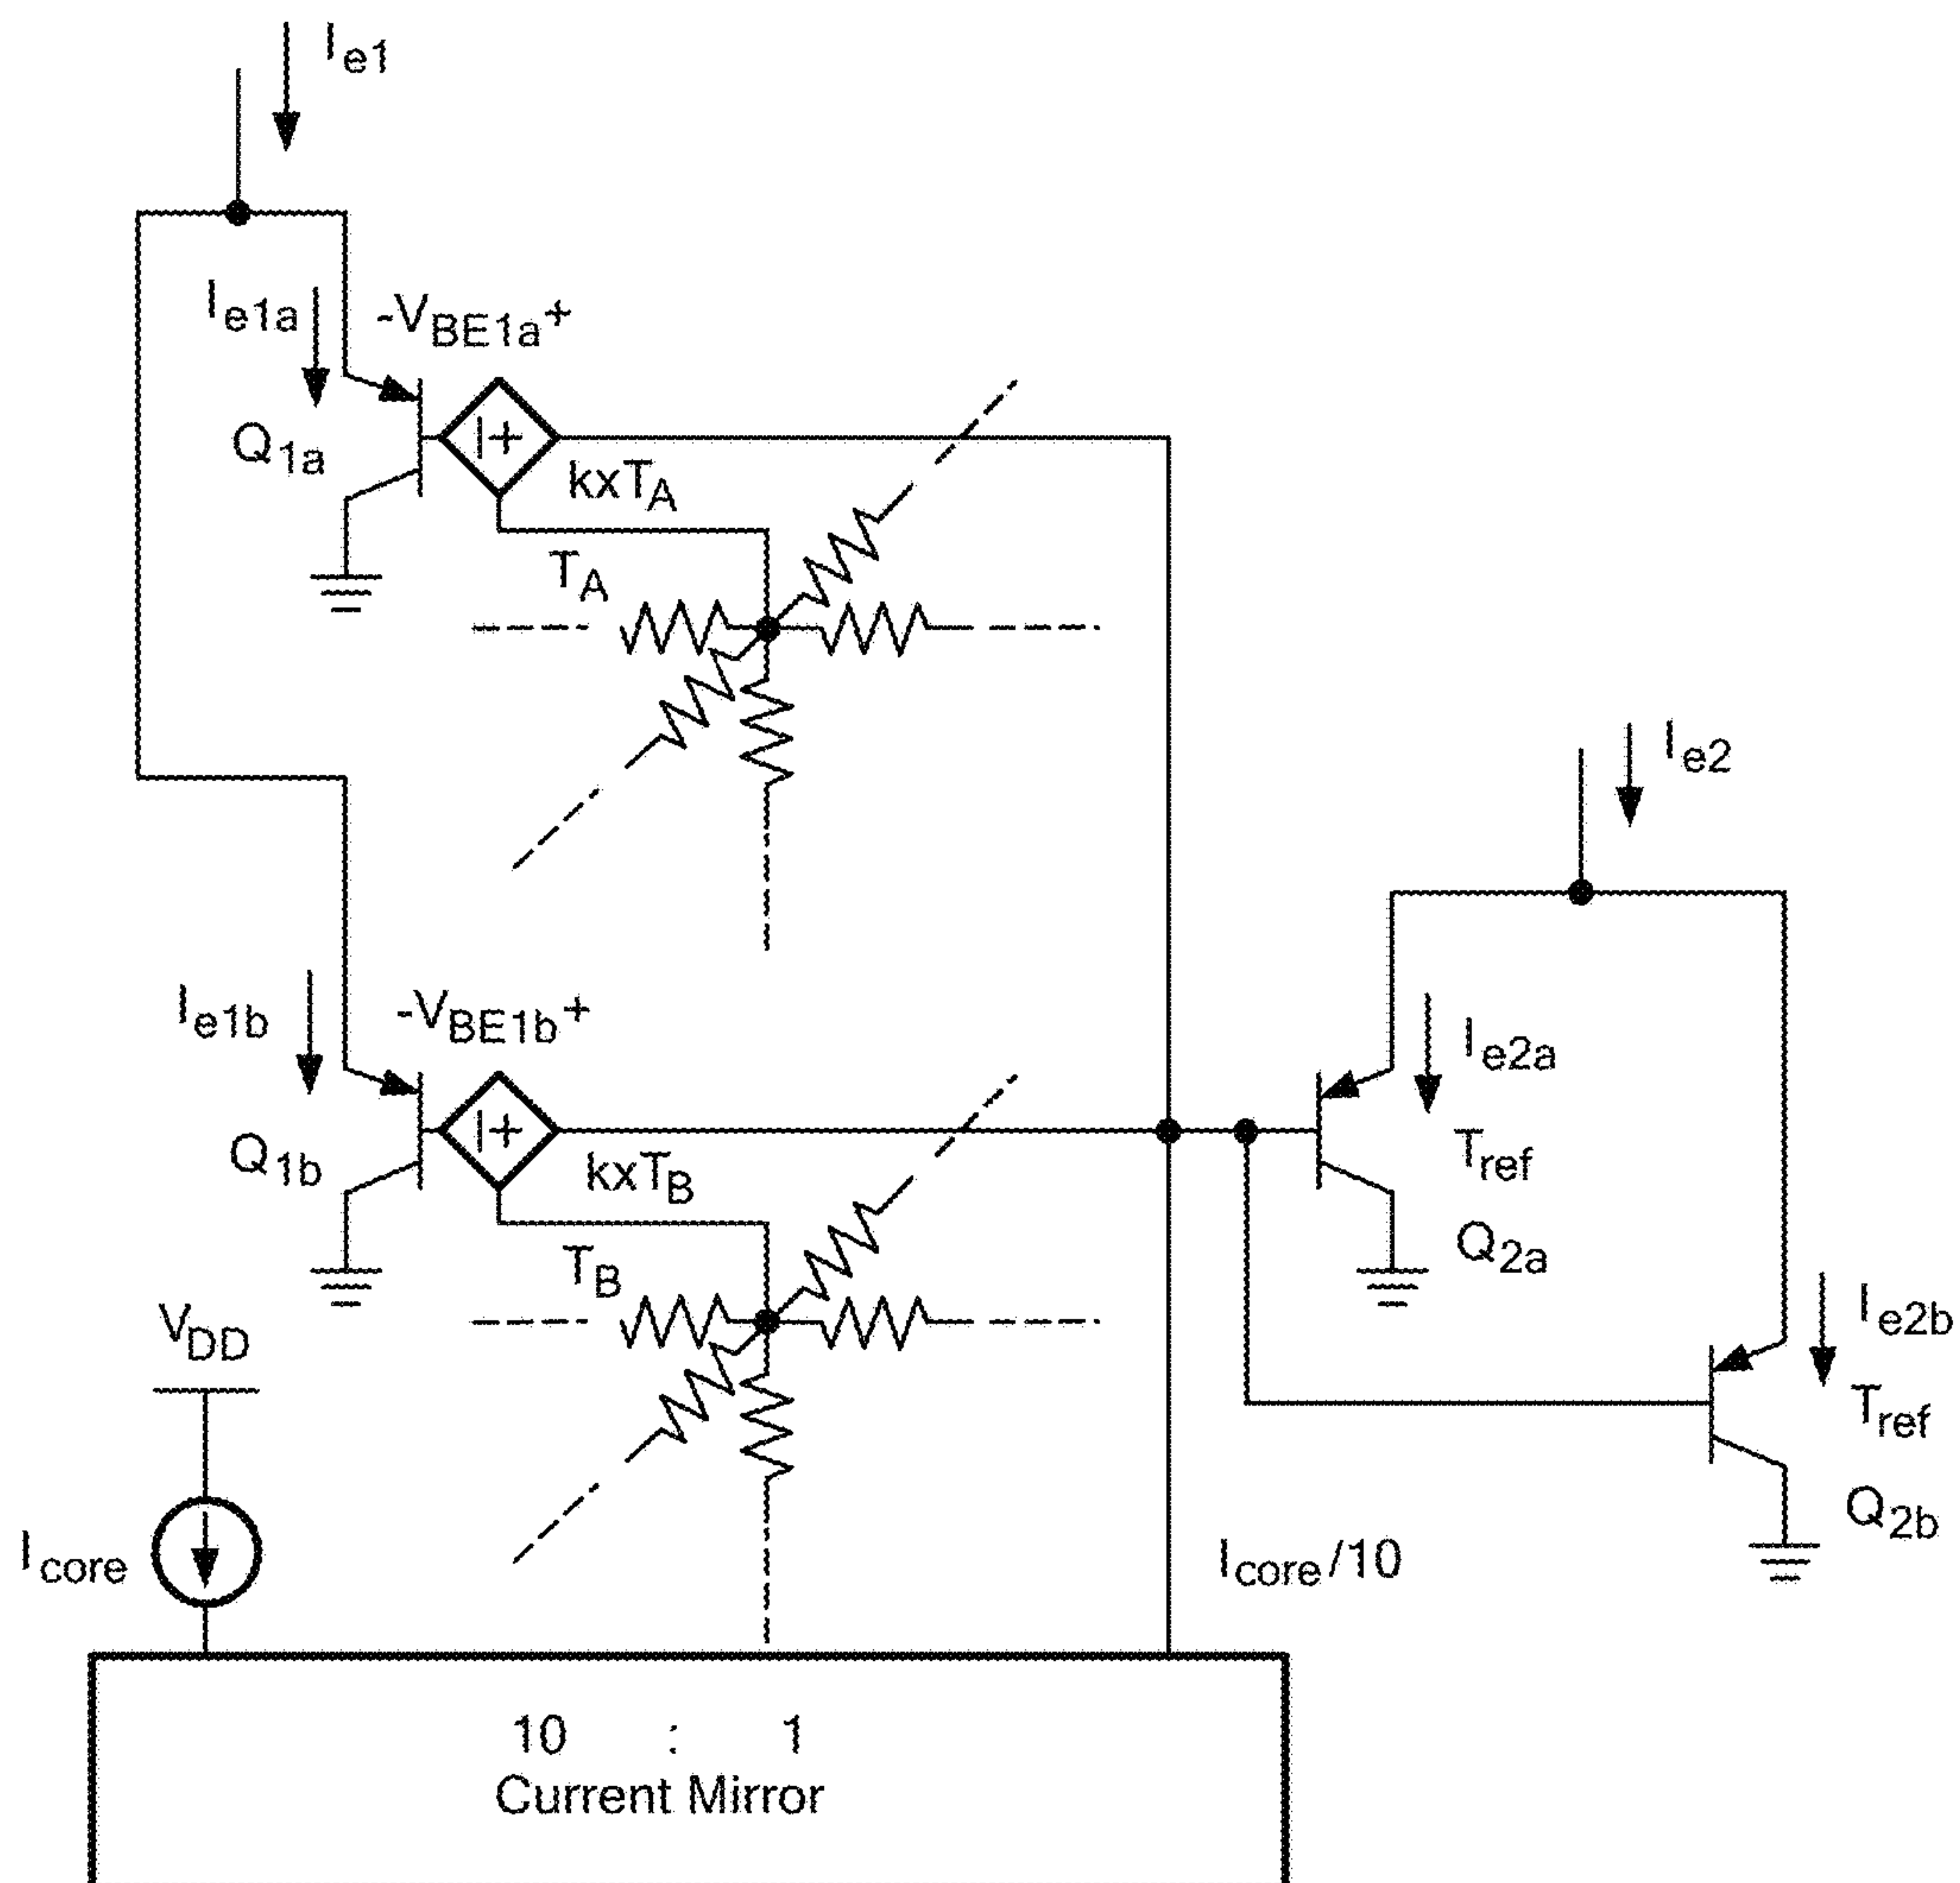 Ie1
Ie1a
-VBE1a+
Q1a
|+
kxTA
TA
Ie2
Ie1b
-VBE1b+
Ie2a
Q1b
|+
kxTB
Tref
TB
Q2a
VDD
Ie2b
Tref
Q2b
Icore
Icore/10
10 : 1
Current Mirror